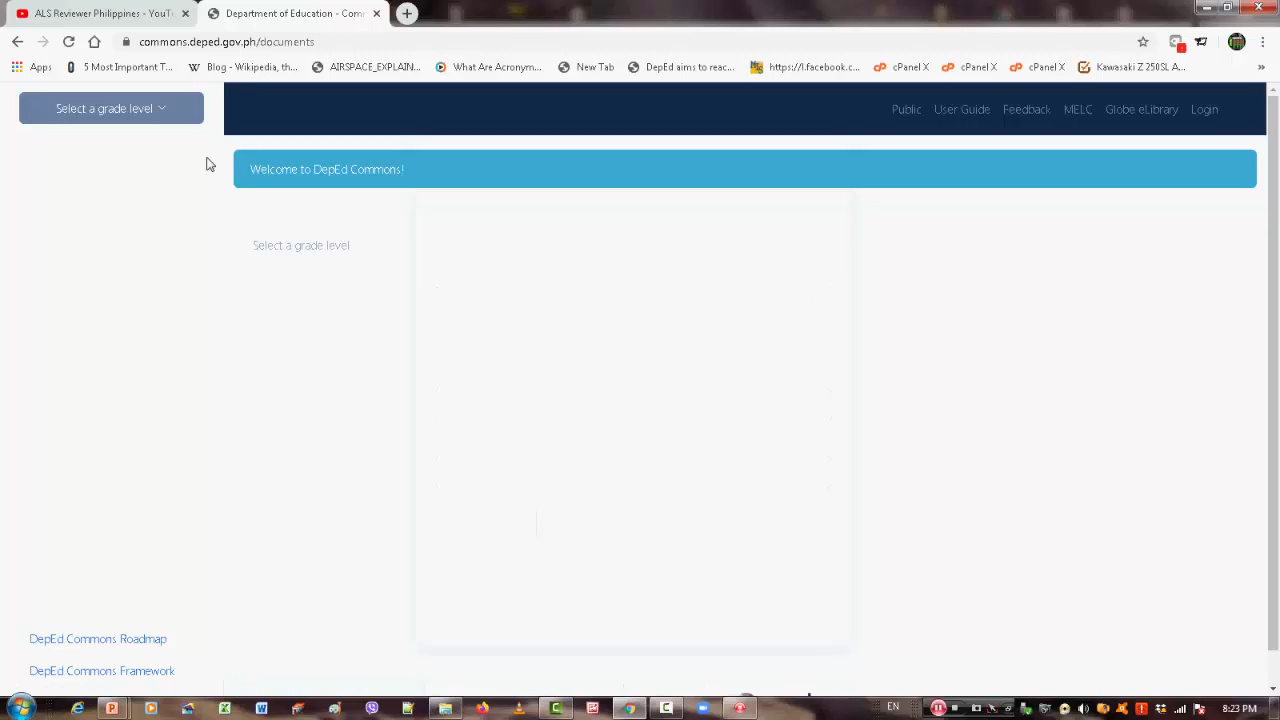 ALS Reviewer Philippines - YouTu
Department of Education - Comm
commons.deped.gov.ph/documents
Apps
5 Most Important T...
Blog - Wikipedia, th...
AIRSPACE_EXPLAIN...
What Are Acronym...
New Tab
DepEd aims to reac...
https://l.facebook.c...
cPanel X
cPanel X
cPanel X
Kawasaki Z 250SL A...
»
Select a grade level
Public
User Guide
Feedback
MELC
Globe eLibrary
Login
Welcome to DepEd Commons!
Select a grade level
DepEd Commons Roadmap
DepEd Commons Framework
EN
8:23 PM